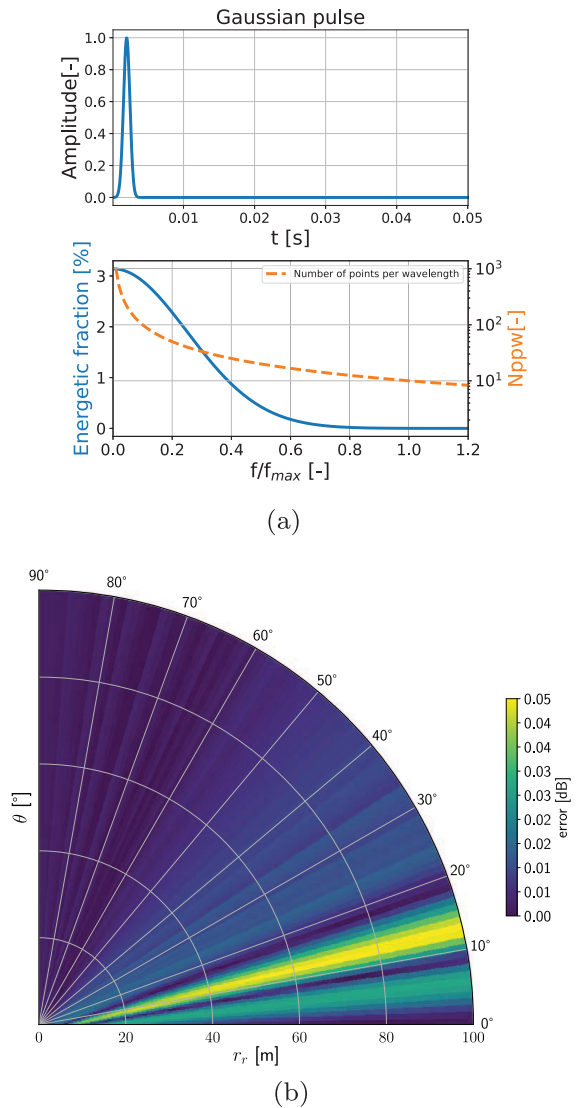 Gaussian pulse
Amplitude[-]
1.0
0.8
0.6
0.4
0.2
0.0
0.01 0.02 0.03 0.04 0.05
t [s]
Energetic fraction [%]
3
2
1
0
Number of points per wavelength
10³
10²
10¹
Nppw[-]
0.0 0.2 0.4 0.6 0.8 1.0 1.2
f/fmax [-]
(a)
90°
80°
70°
60°
50°
40°
30°
20°
10°
0°
θ [°]
0 20 40 60 80 100
rr [m]
0.05
0.04
0.04
0.03
0.03
0.02
0.01
0.01
0.00
error [dB]
(b)